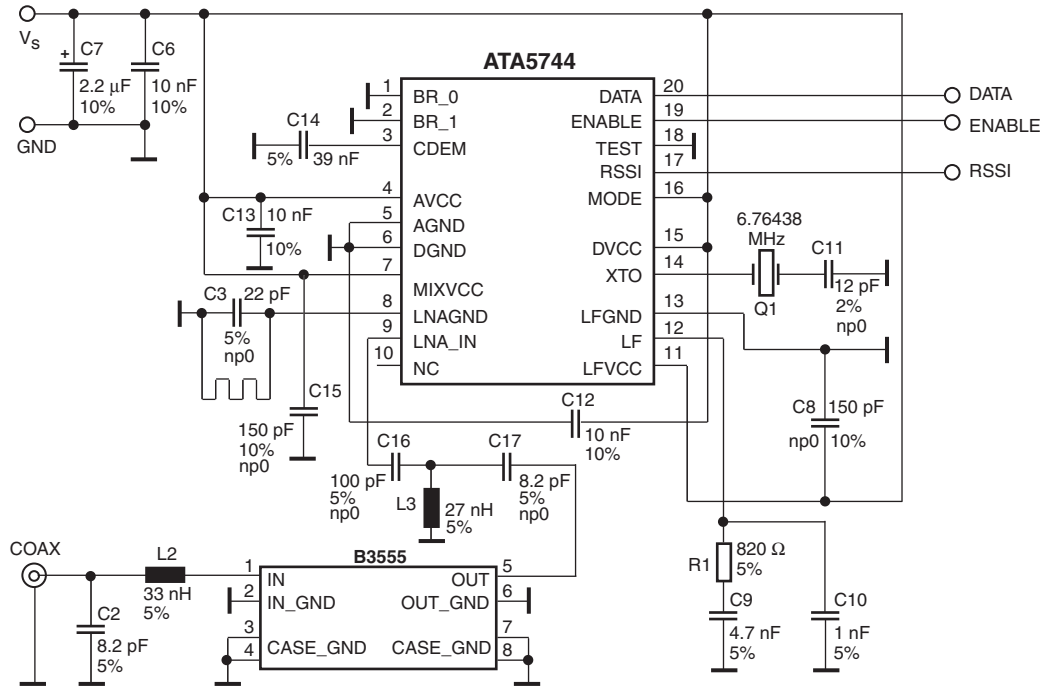 V_S
GND
C7
+
2.2 µF
10%
C6
10 nF
10%
ATA5744
1
BR_0
2
BR_1
3
CDEM
4
AVCC
5
AGND
6
DGND
7
MIXVCC
8
LNAGND
9
LNA_IN
10
NC
DATA
20
ENABLE
19
TEST
18
RSSI
17
MODE
16
DVCC
15
XTO
14
LFGND
13
LF
12
LFVCC
11
DATA
ENABLE
RSSI
C14
5%
39 nF
C13
10 nF
10%
C3
22 pF
5%
np0
C15
150 pF
10%
np0
6.76438
MHz
Q1
C11
12 pF
2%
np0
C8
150 pF
np0
10%
C12
10 nF
10%
C16
100 pF
5%
np0
C17
8.2 pF
5%
np0
L3
27 nH
5%
COAX
L2
33 nH
5%
C2
8.2 pF
5%
B3555
1
IN
2
IN_GND
3
4
CASE_GND
OUT
5
OUT_GND
6
CASE_GND
7
8
R1
820 Ω
5%
C9
4.7 nF
5%
C10
1 nF
5%